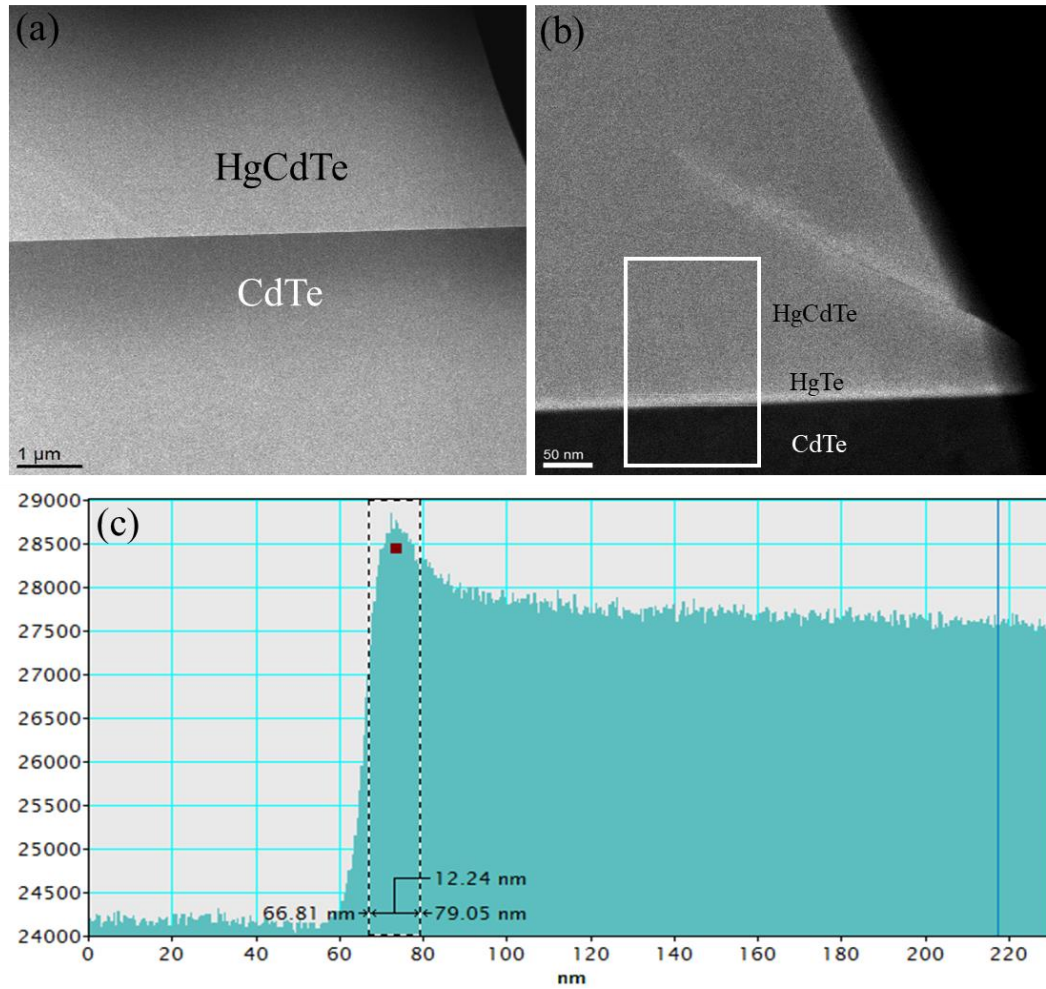 (a)
HgCdTe
CdTe
1 µm
(b)
HgCdTe
HgTe
CdTe
50 nm
(c)
29000
28500
28000
27500
27000
26500
26000
25500
25000
24500
24000
12.24 nm
66.81 nm
79.05 nm
0 20 40 60 80 100 120 140 160 180 200 220
nm